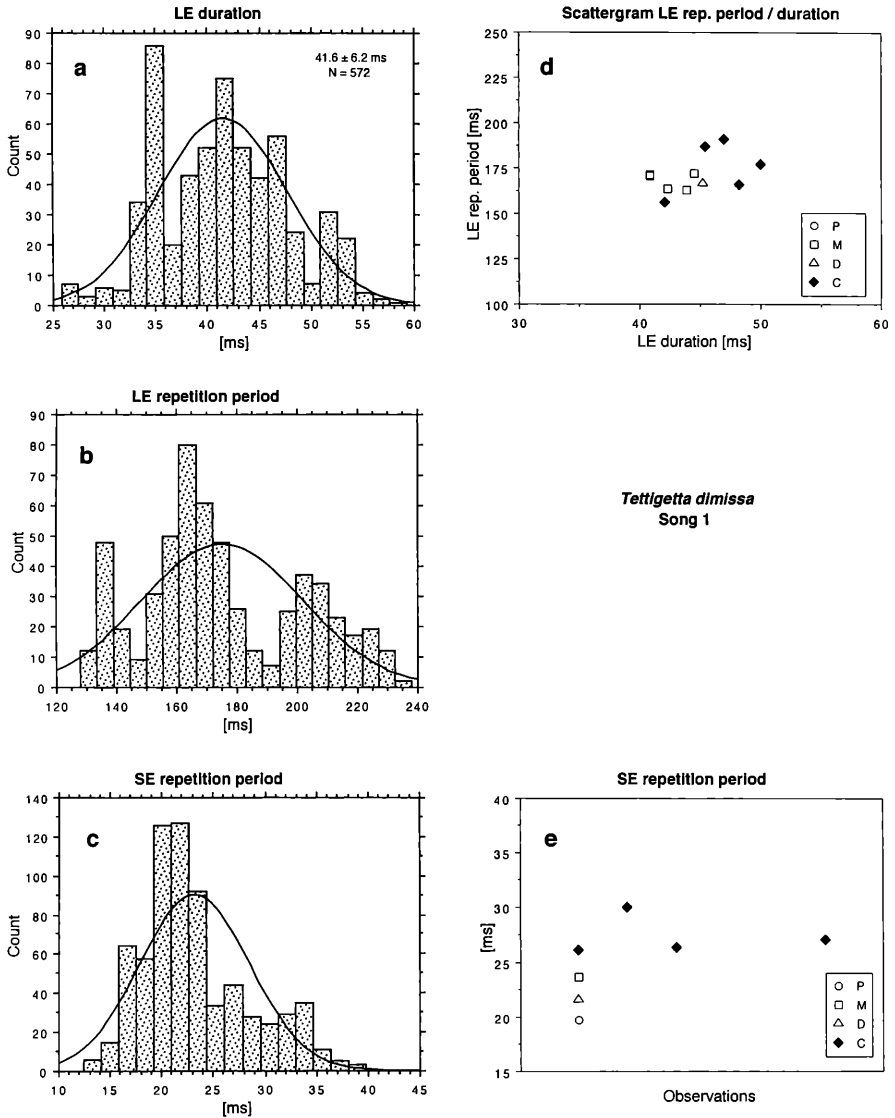 LE duration
90
80
70
60
50
40
30
20
10
0
Count
a
41.6 ± 6.2 ms
N = 572
25 30 35 40 45 50 55 60
[ms]
Scattergram LE rep. period / duration
250
225
200
175
150
125
100
LE rep. period [ms]
d
P
M
D
C
30 40 50 60
LE duration [ms]
LE repetition period
90
80
70
60
50
40
30
20
10
0
Count
b
120 140 160 180 200 220 240
[ms]
Tettigetta dimissa
Song 1
SE repetition period
140
120
100
80
60
40
20
0
Count
c
10 15 20 25 30 35 40 45
[ms]
SE repetition period
40
35
30
25
20
15
[ms]
e
P
M
D
C
Observations